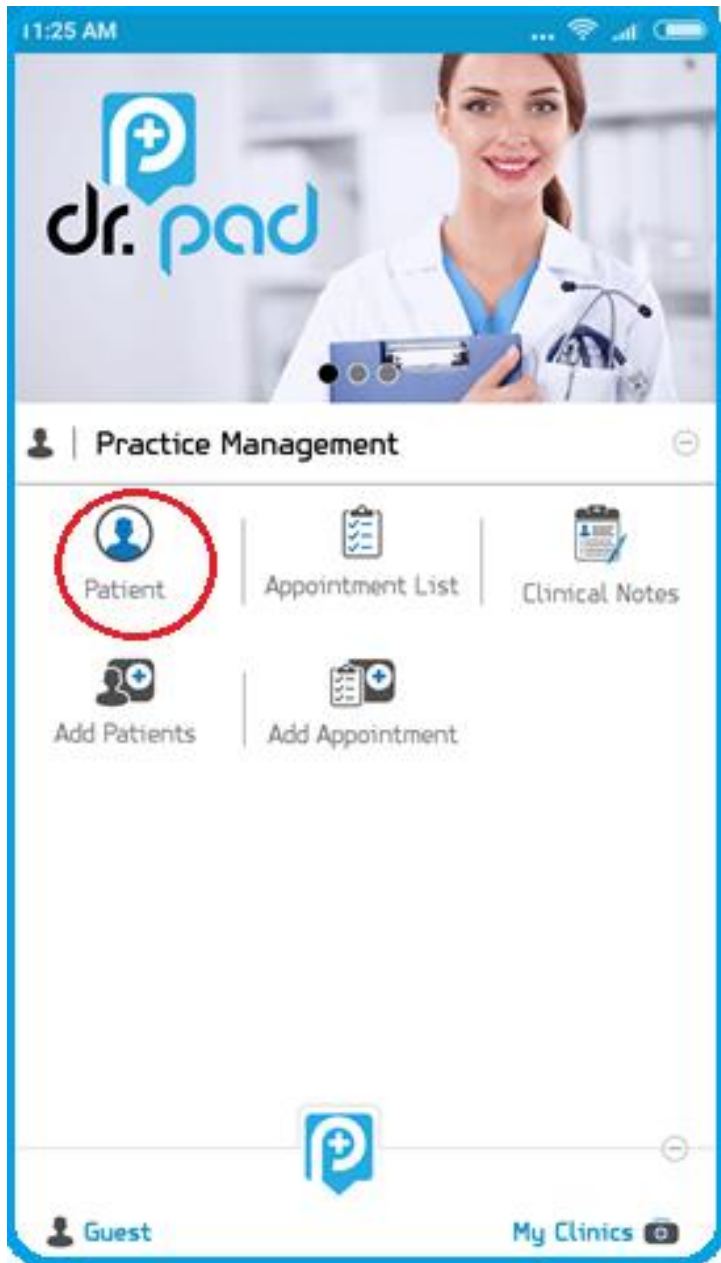 11:25 AM
dr. pad
Practice Management
Patient
Appointment List
Clinical Notes
Add Patients
Add Appointment
Guest
My Clinics